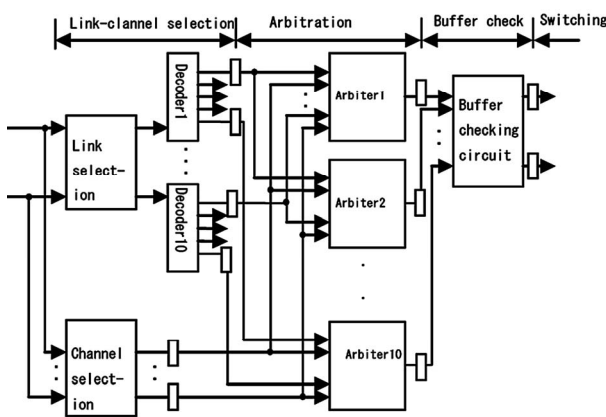 Link-clannel selection
Arbitration
Buffer check
Switching
Decoder1
Arbiter1
Buffer
checking
circuit
Link
select-
ion
Decoder10
Arbiter2
Channel
select-
ion
Arbiter10